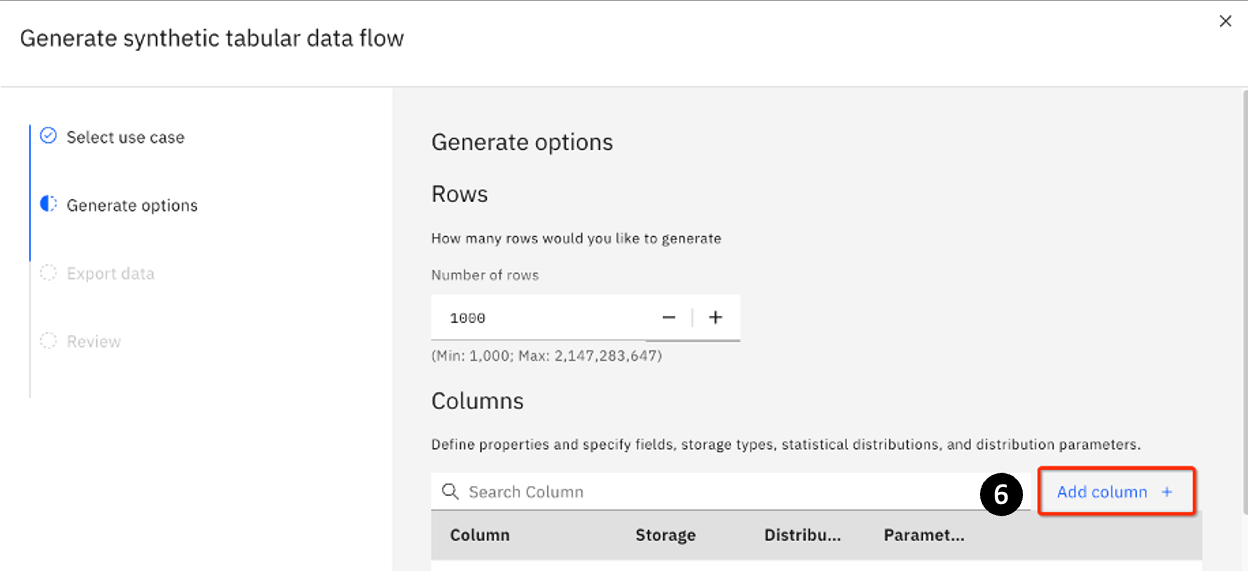 Generate synthetic tabular data flow
Select use case
Generate options
Export data
Review
Generate options
Rows
How many rows would you like to generate
Number of rows
1000
(Min: 1,000; Max: 2,147,283,647)
Columns
Define properties and specify fields, storage types, statistical distributions, and distribution parameters.
Search Column
6
Add column +
Column Storage Distribu... Paramet...